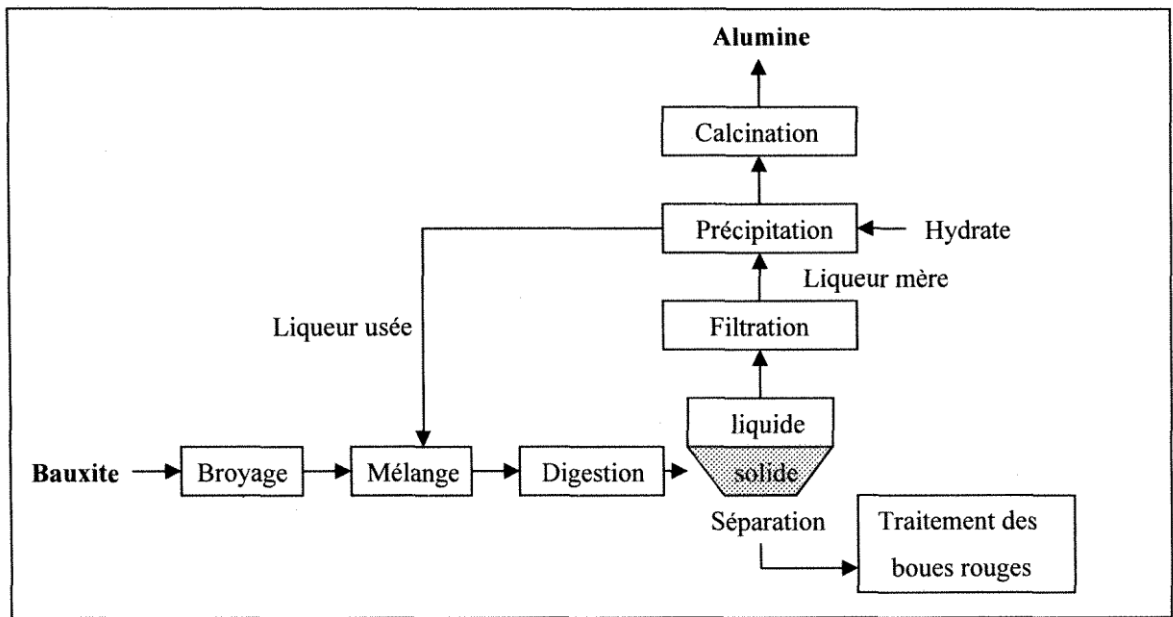 Alumine
Calcination
Précipitation
Hydrate
Liqueur mère
Liqueur usée
Filtration
liquide
Bauxite
Broyage
Mélange
Digestion
solide
Séparation
Traitement des
boues rouges